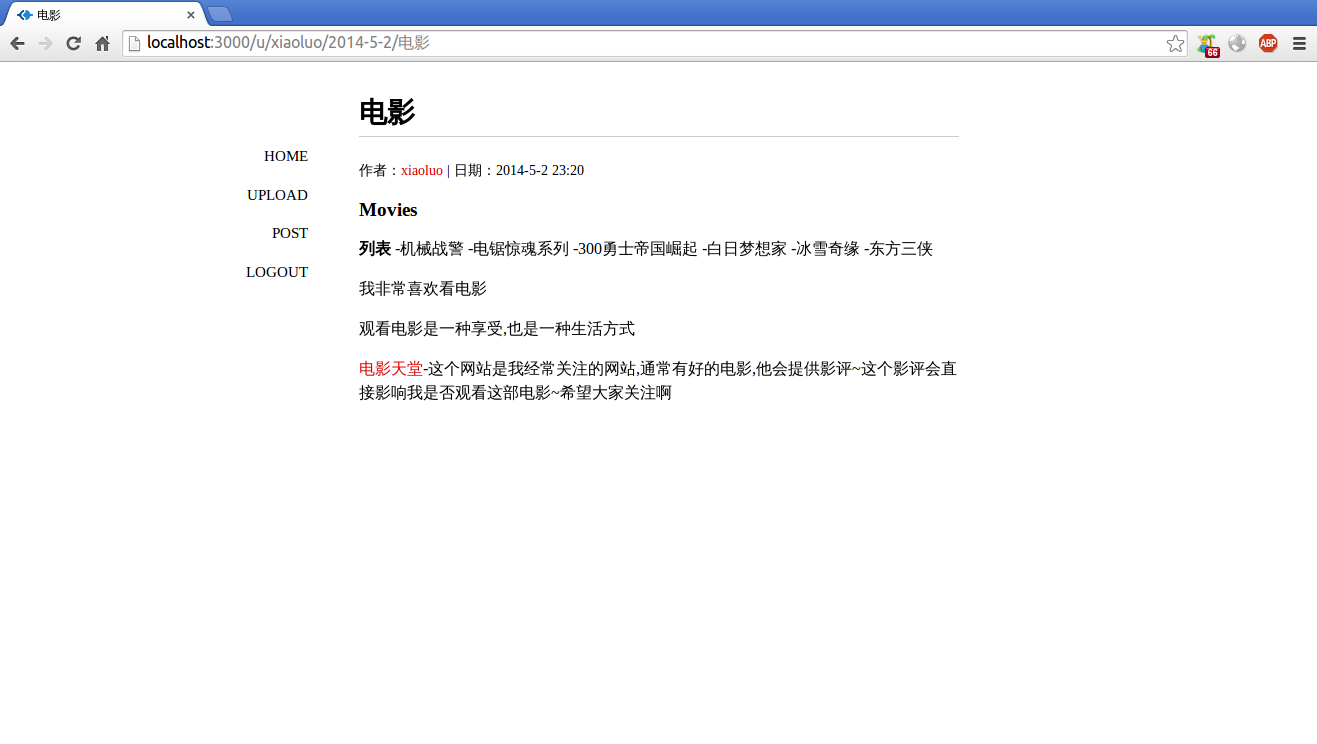 电影
localhost:3000/u/xiaoluo/2014-5-2/电影
66
ABP
电影
HOME
UPLOAD
POST
LOGOUT
作者：xiaoluo | 日期：2014-5-2 23:20
Movies
列表 -机械战警 -电锯惊魂系列 -300勇士帝国崛起 -白日梦想家 -冰雪奇缘 -东方三侠
我非常喜欢看电影
观看电影是一种享受,也是一种生活方式
电影天堂-这个网站是我经常关注的网站,通常有好的电影,他会提供影评~这个影评会直
接影响我是否观看这部电影~希望大家关注啊